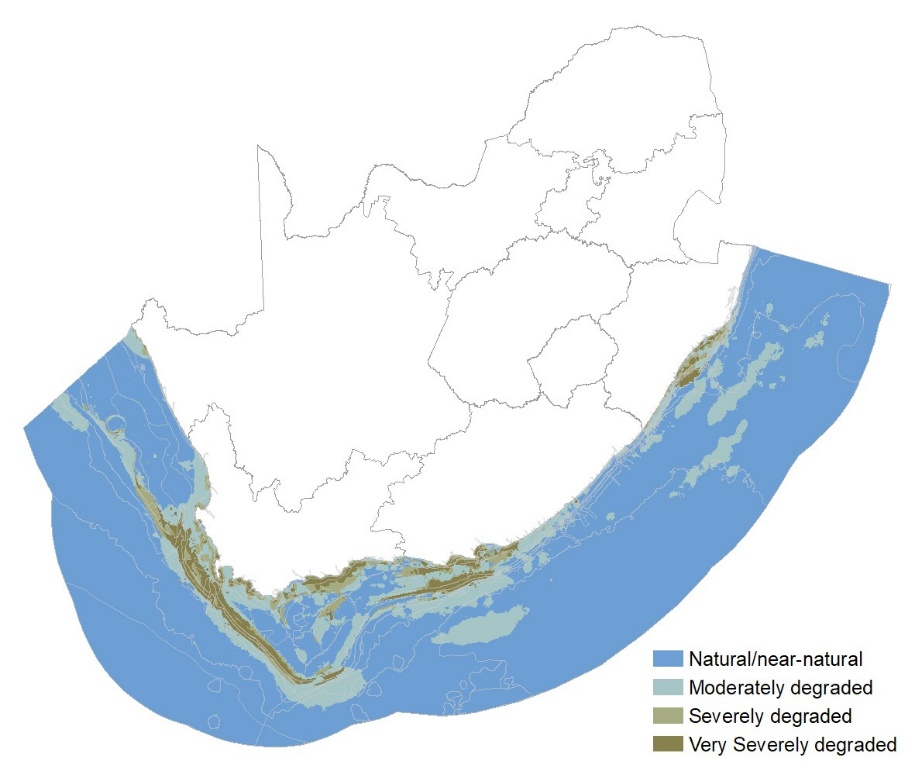 Natural/near-natural
Moderately degraded
Severely degraded
Very Severely degraded